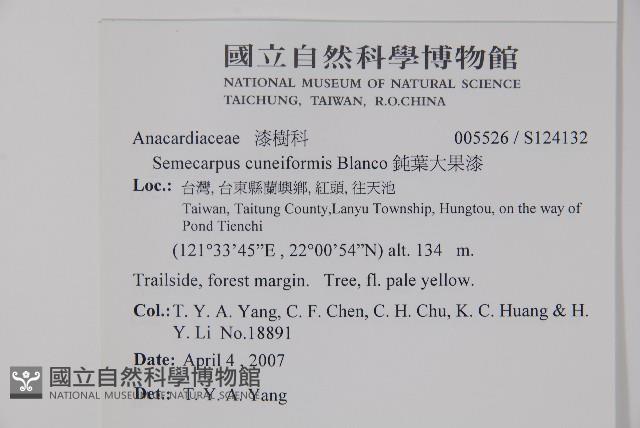 國立自然科學博物館
NATIONAL MUSEUM OF NATURAL SCIENCE
TAICHUNG, TAIWAN, R.O.CHINA
Anacardiaceae 漆樹科 005526 / S124132
Semecarpus cuneiformis Blanco 鈍葉大果漆
Loc.: 台灣, 台東縣蘭嶼鄉, 紅頭, 往天池
Taiwan, Taitung County,Lanyu Township, Hungtou, on the way of
Pond Tienchi
(121°33'45”E , 22°00'54”N) alt. 134 m.
Trailside, forest margin. Tree, fl. pale yellow.
Col.: T. Y. A. Yang, C. F. Chen, C. H. Chu, K. C. Huang & H.
Y. Li No.18891
Date: April 4 , 2007
Det.: T. Y. A. Yang
國立自然科學博物館
NATIONAL MUSEUM OF NATURAL SCIENCE